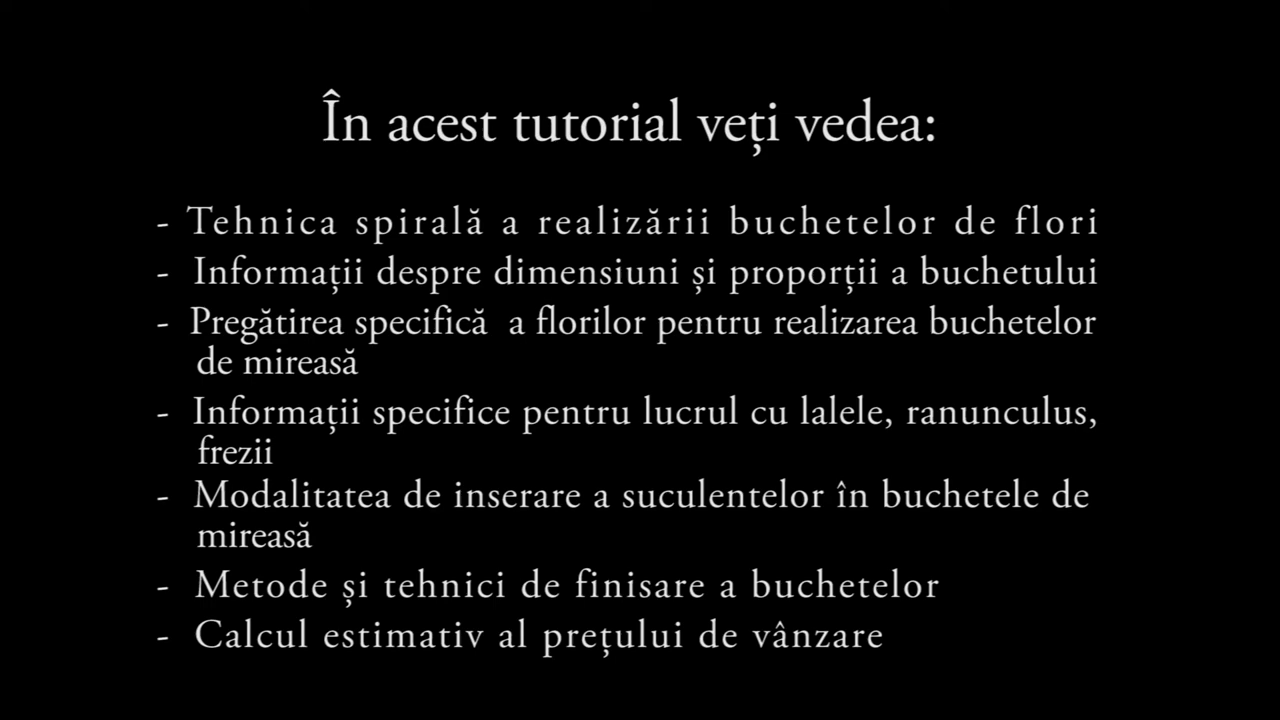 În acest tutorial veți vedea:
- Tehnica spirală a realizării buchetelor de flori
- Informații despre dimensiuni și proporții a buchetului
- Pregătirea specifică a florilor pentru realizarea buchetelor
de mireasă
- Informații specifice pentru lucrul cu lalele, ranunculus,
frezii
- Modalitatea de inserare a suculentelor în buchetele de
mireasă
- Metode și tehnici de finisare a buchetelor
- Calcul estimativ al prețului de vânzare